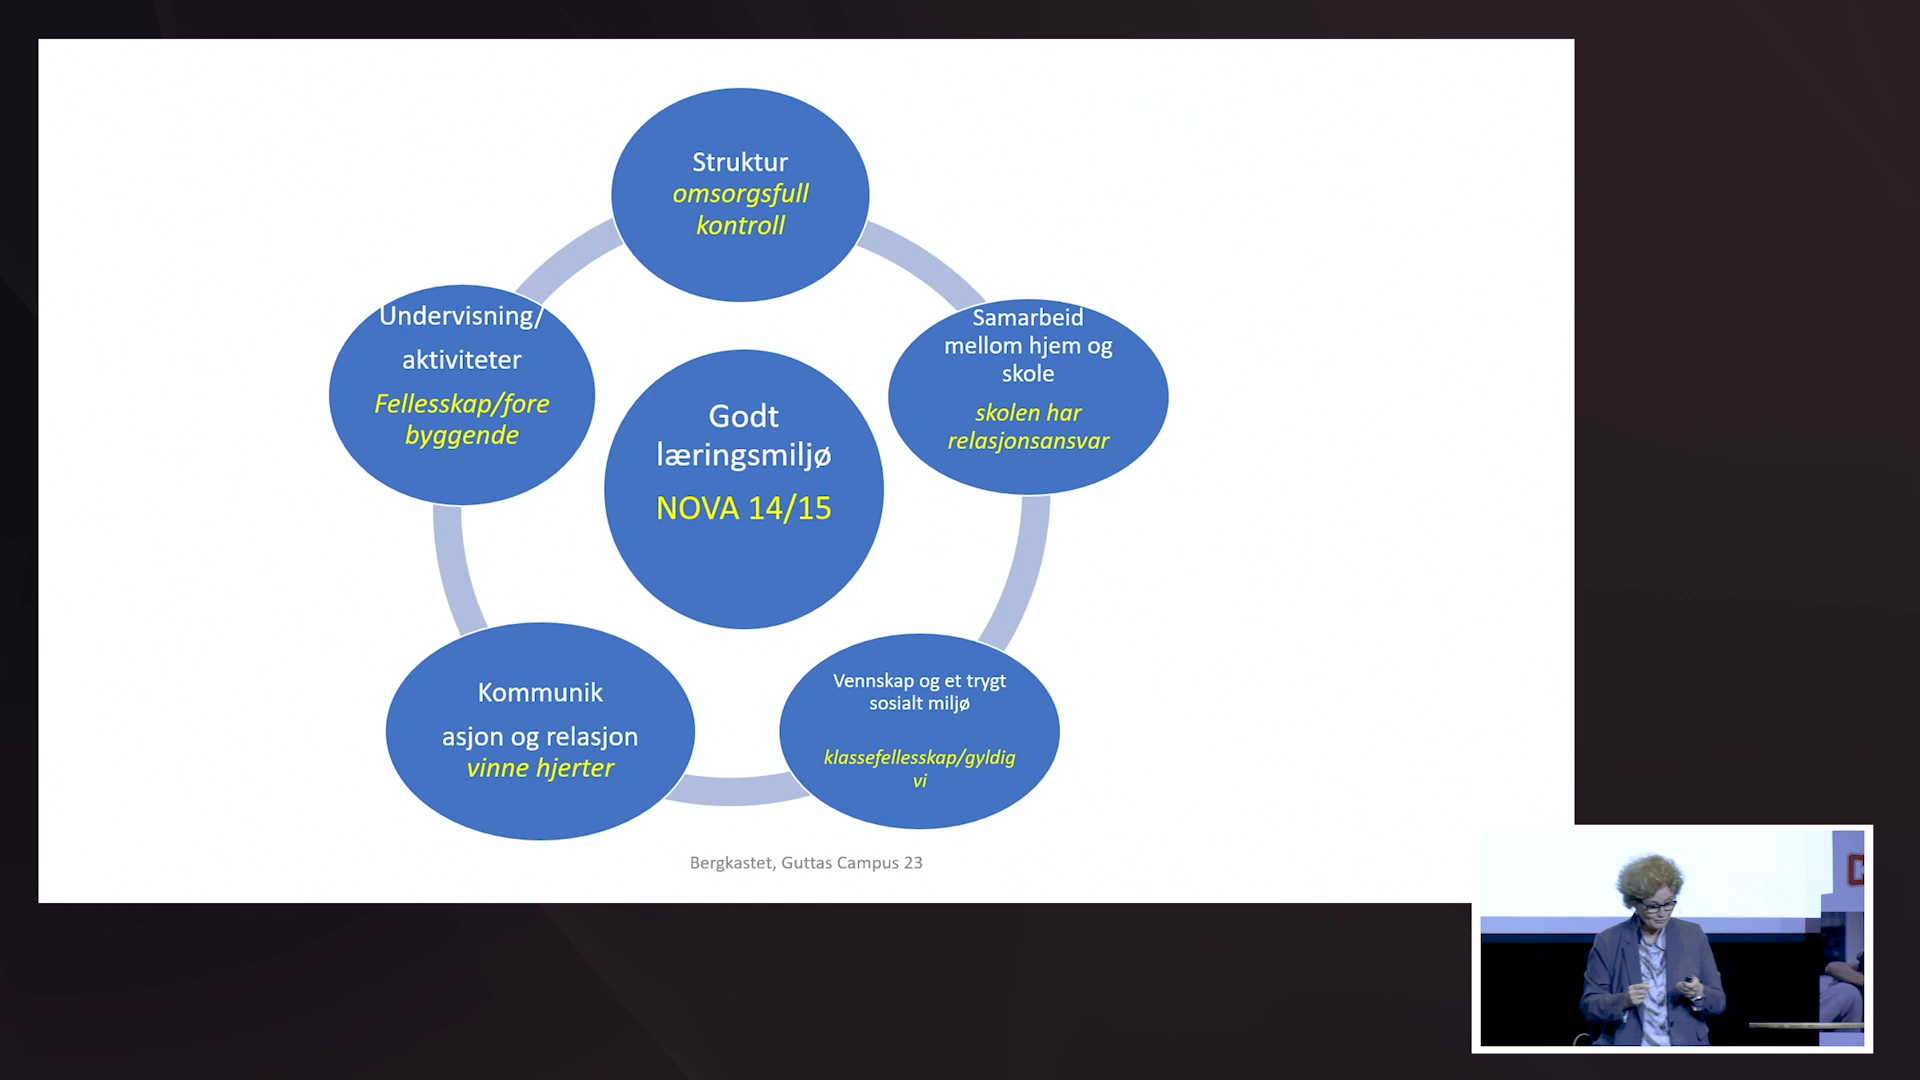 Struktur
omsorgsfull
kontroll
Samarbeid
mellom hjem og
skole
skolen har
relasjonsansvar
Vennskap og et trygt
sosialt miljø
klassefellesskap/gyldig
vi
Kommunik
asjon og relasjon
vinne hjerter
Undervisning/
aktiviteter
Fellesskap/fore
byggende
Godt
læringsmiljø
NOVA 14/15
Bergkastet, Guttas Campus 23
C